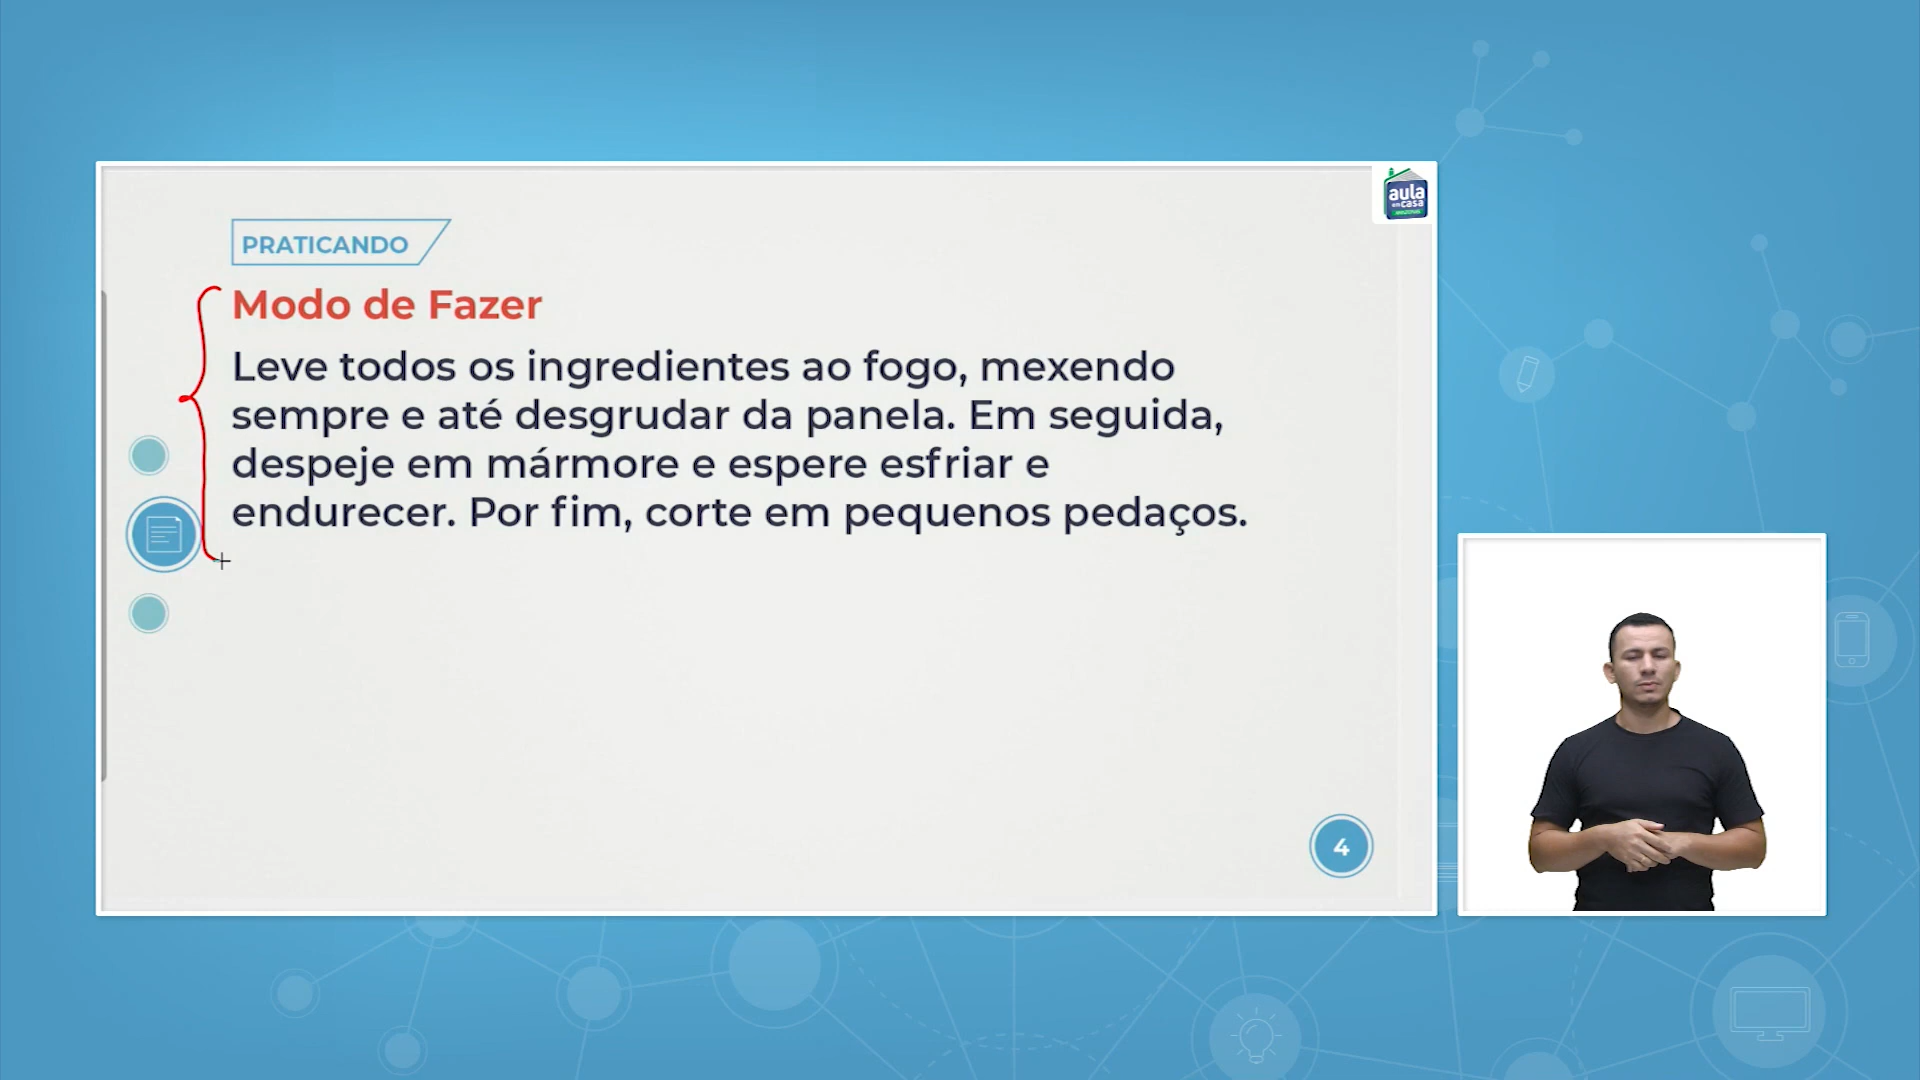 aula
em casa
PRATICANDO
Modo de Fazer
Leve todos os ingredientes ao fogo, mexendo
sempre e até desgrudar da panela. Em seguida,
despeje em mármore e espere esfriar e
endurecer. Por fim, corte em pequenos pedaços.
4